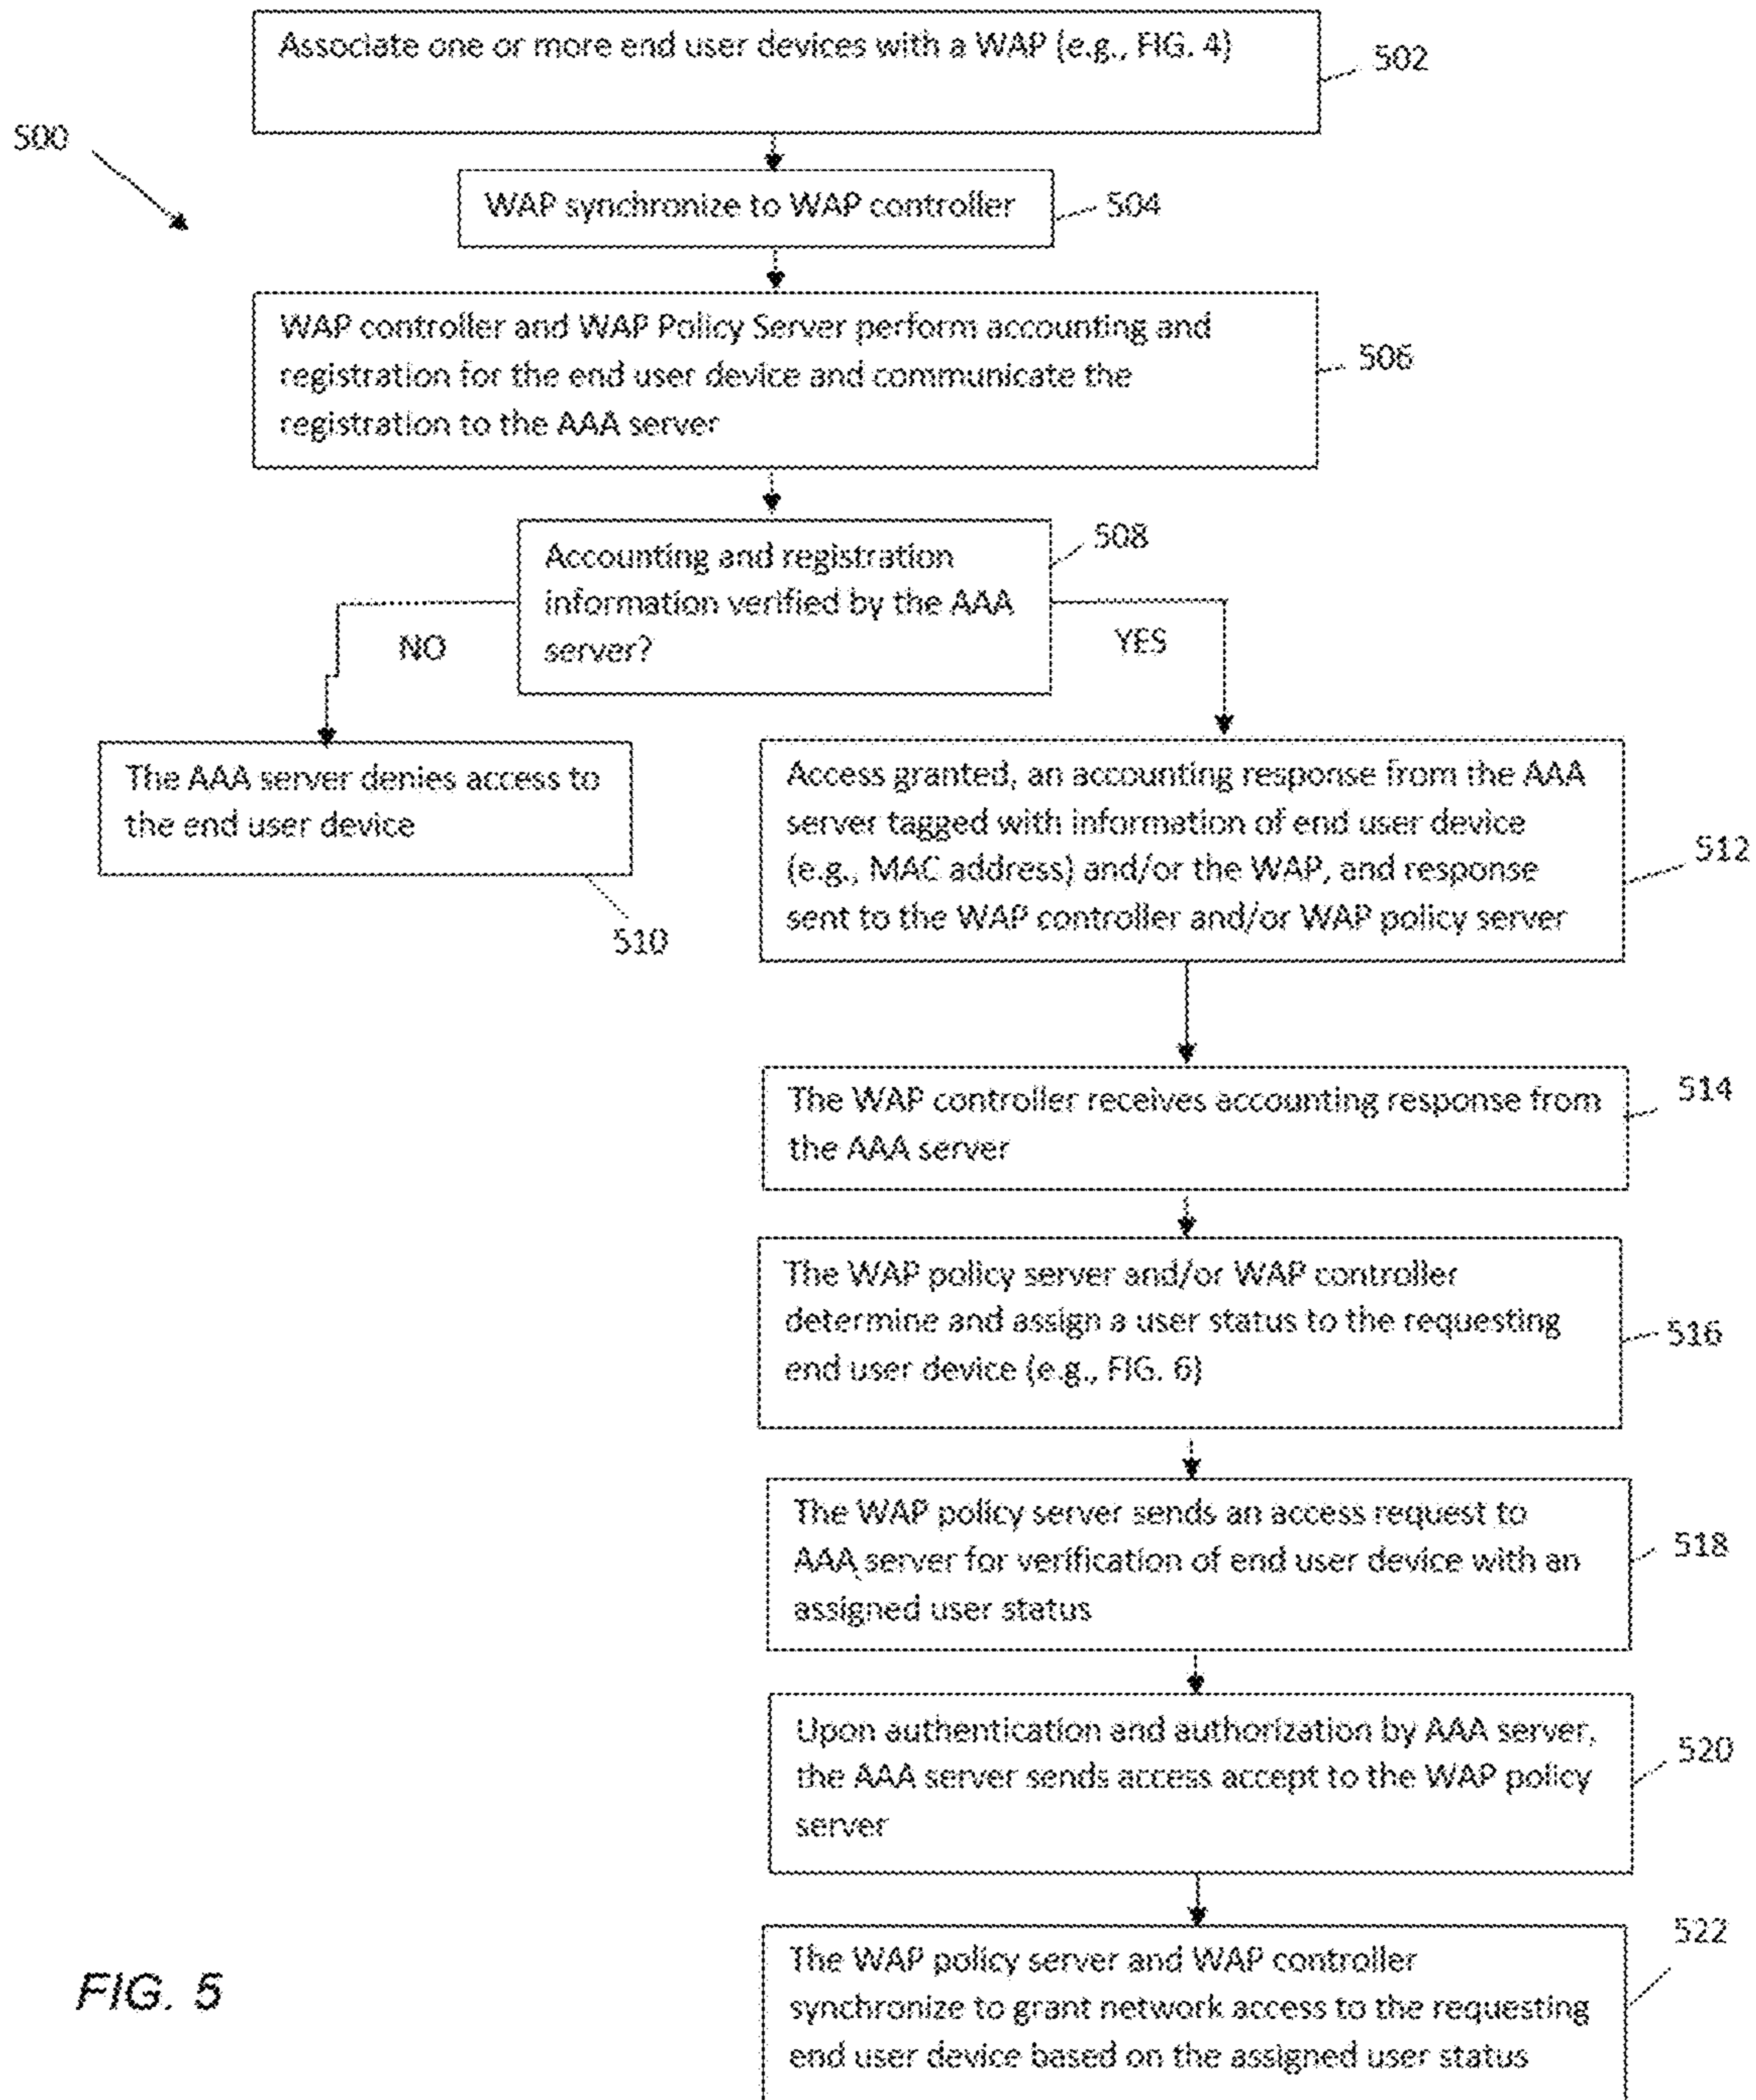 Associate one or more end user devices with a WAP (e.g., FIG. 4)
502
500
WAP synchronize to WAP controller
504
WAP controller and WAP Policy Server perform accounting and
registration for the end user device and communicate the
registration to the AAA server
506
508
Accounting and registration
information verified by the AAA
server?
NO
YES
The AAA server denies access to
the end user device
510
Access granted, an accounting response from the AAA
server tagged with information of end user device
(e.g., MAC address) and/or the WAP, and response
sent to the WAP controller and/or WAP policy server
512
The WAP controller receives accounting response from
the AAA server
514
The WAP policy server and/or WAP controller
determine and assign a user status to the requesting
end user device (e.g., FIG. 6)
516
The WAP policy server sends an access request to
AAA server for verification of end user device with an
assigned user status
518
Upon authentication and authorization by AAA server,
the AAA server sends access accept to the WAP policy
server
520
The WAP policy server and WAP controller
synchronize to grant network access to the requesting
end user device based on the assigned user status
522
FIG. 5